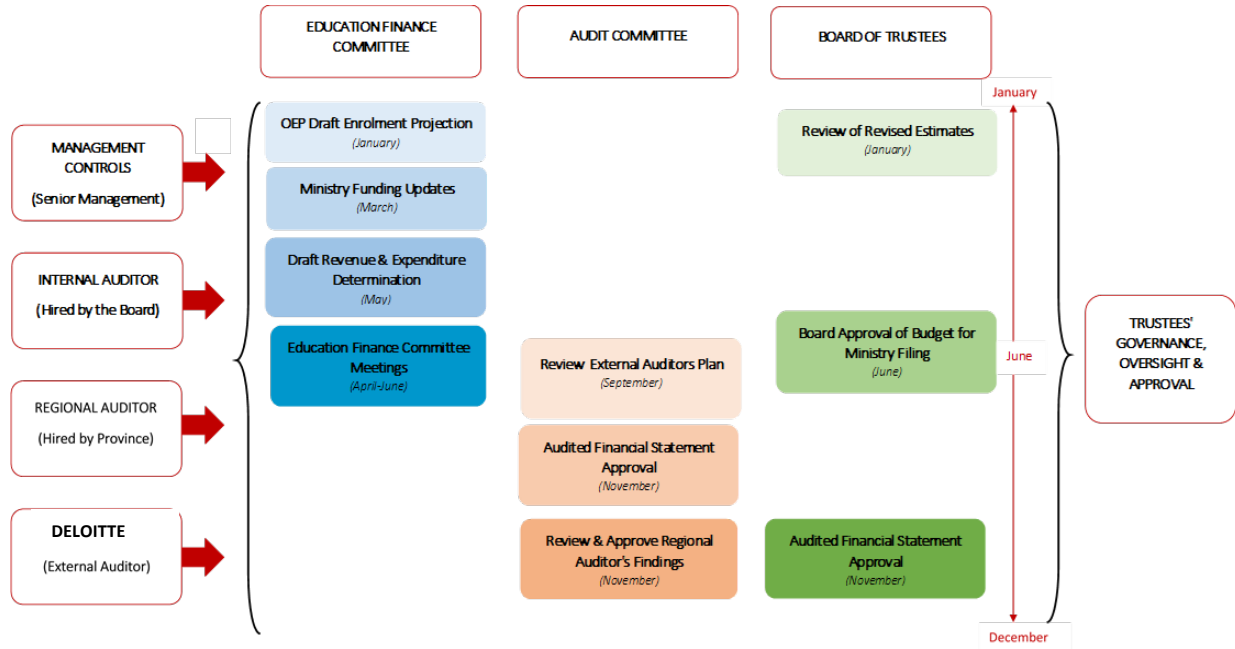 EDUCATION FINANCE
COMMITTEE
AUDIT COMMITTEE
BOARD OF TRUSTEES
January
MANAGEMENT
CONTROLS
(Senior Management)
INTERNAL AUDITOR
(Hired by the Board)
REGIONAL AUDITOR
(Hired by Province)
DELOITTE
(External Auditor)
OEP Draft Enrolment Projection
(January)
Ministry Funding Updates
(March)
Draft Revenue & Expenditure
Determination
(May)
Education Finance Committee
Meetings
(April-June)
Review External Auditors Plan
(September)
Audited Financial Statement
Approval
(November)
Review & Approve Regional
Auditor's Findings
(November)
Review of Revised Estimates
(January)
Board Approval of Budget for
Ministry Filing
(June)
Audited Financial Statement
Approval
(November)
June
December
TRUSTEES'
GOVERNANCE,
OVERSIGHT &
APPROVAL